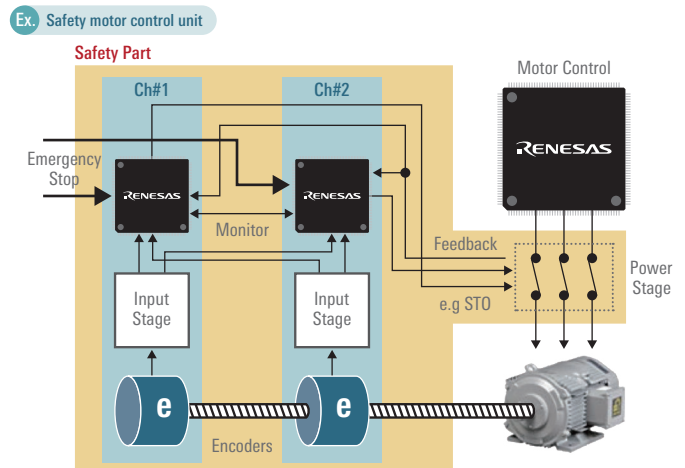 Ex. Safety motor control unit
Safety Part
Ch#1
Ch#2
Motor Control
RENESAS
Emergency
Stop
RENESAS
RENESAS
Monitor
Feedback
Power
Stage
e.g STO
Input
Stage
Input
Stage
e
e
Encoders